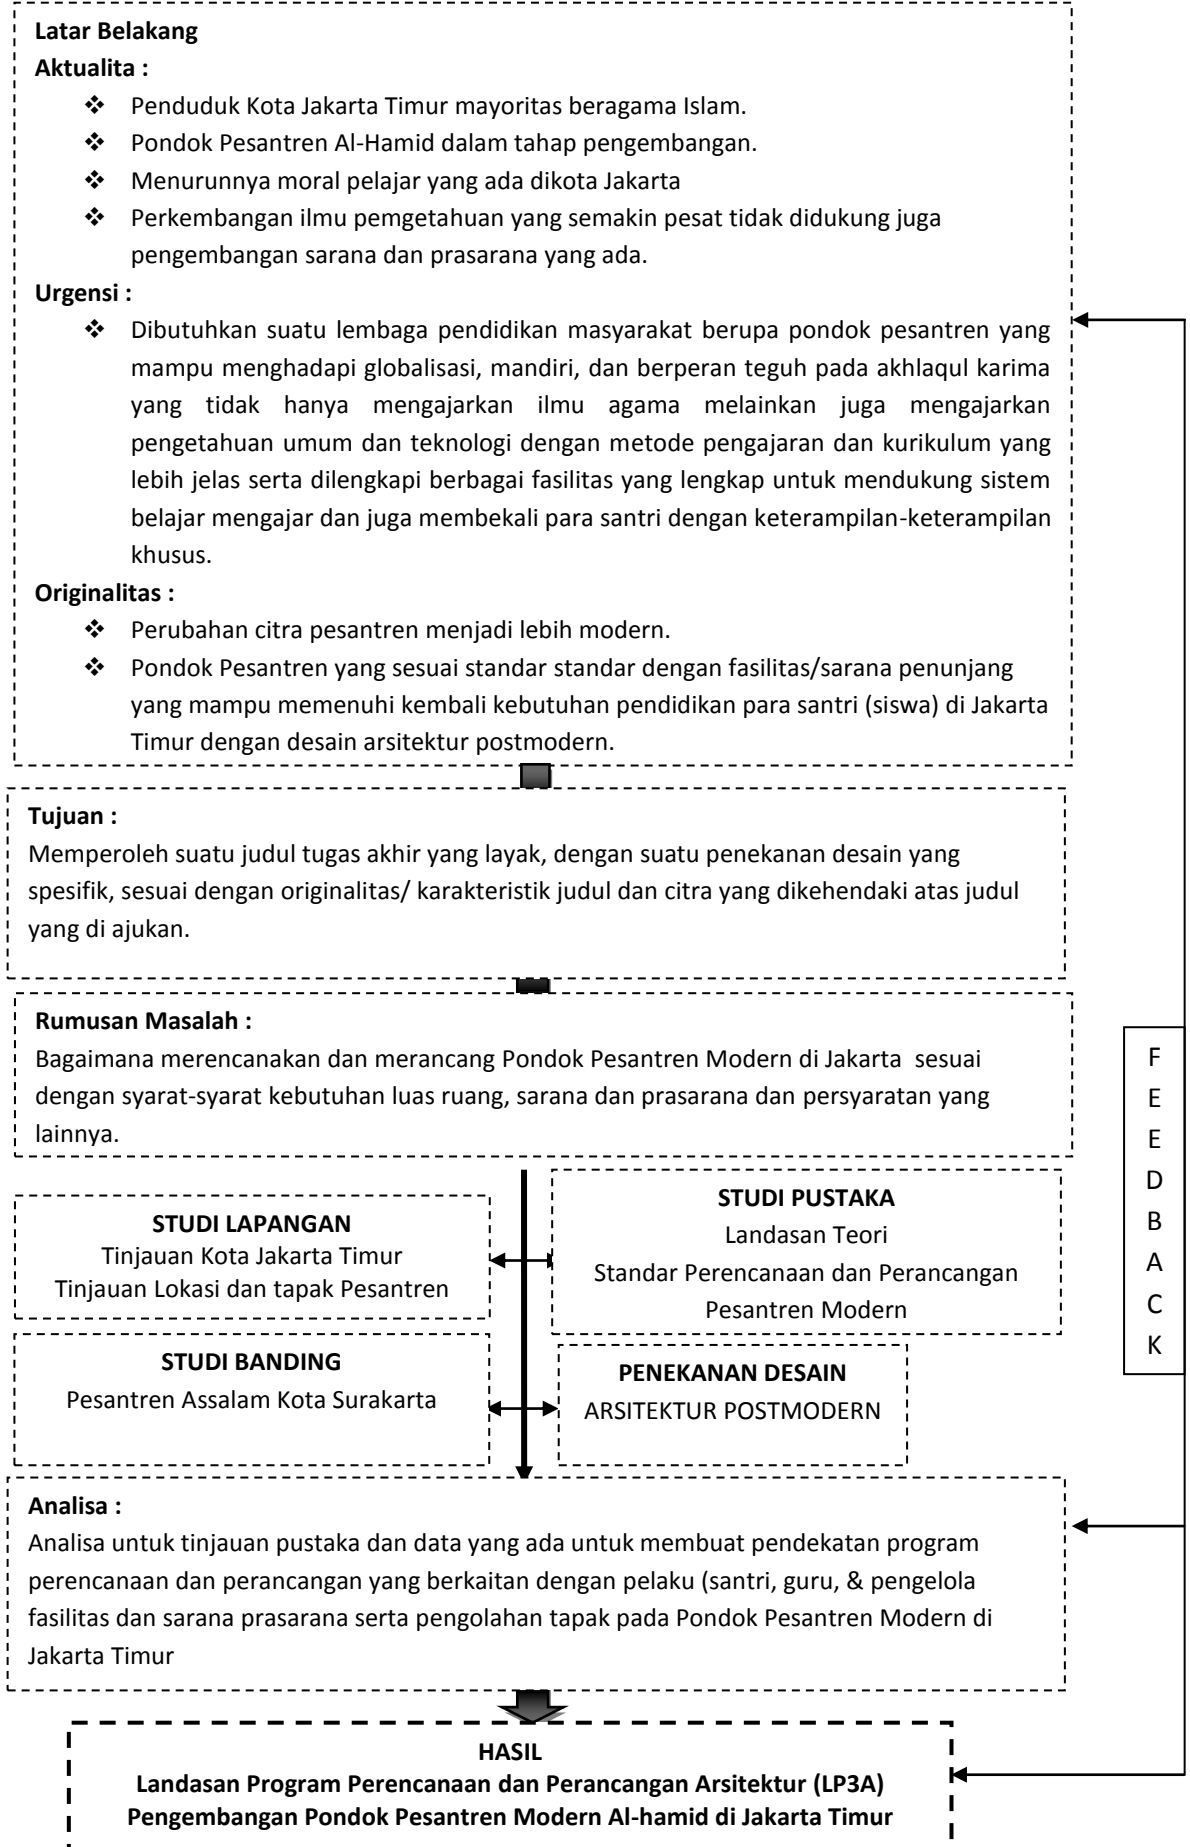 Latar Belakang
Aktualita :
❖ Penduduk Kota Jakarta Timur mayoritas beragama Islam.
❖ Pondok Pesantren Al-Hamid dalam tahap pengembangan.
❖ Menurunnya moral pelajar yang ada dikota Jakarta
❖ Perkembangan ilmu pemgetahuan yang semakin pesat tidak didukung juga
pengembangan sarana dan prasarana yang ada.
Urgensi :
❖ Dibutuhkan suatu lembaga pendidikan masyarakat berupa pondok pesantren yang
mampu menghadapi globalisasi, mandiri, dan berperan teguh pada akhlaqul karima
yang tidak hanya mengajarkan ilmu agama melainkan juga mengajarkan
pengetahuan umum dan teknologi dengan metode pengajaran dan kurikulum yang
lebih jelas serta dilengkapi berbagai fasilitas yang lengkap untuk mendukung sistem
belajar mengajar dan juga membekali para santri dengan keterampilan-keterampilan
khusus.
Originalitas :
❖ Perubahan citra pesantren menjadi lebih modern.
❖ Pondok Pesantren yang sesuai standar standar dengan fasilitas/sarana penunjang
yang mampu memenuhi kembali kebutuhan pendidikan para santri (siswa) di Jakarta
Timur dengan desain arsitektur postmodern.
Tujuan :
Memperoleh suatu judul tugas akhir yang layak, dengan suatu penekanan desain yang
spesifik, sesuai dengan originalitas/ karakteristik judul dan citra yang dikehendaki atas judul
yang di ajukan.
Rumusan Masalah :
Bagaimana merencanakan dan merancang Pondok Pesantren Modern di Jakarta sesuai
dengan syarat-syarat kebutuhan luas ruang, sarana dan prasarana dan persyaratan yang
lainnya.
STUDI LAPANGAN
Tinjauan Kota Jakarta Timur
Tinjauan Lokasi dan tapak Pesantren
STUDI PUSTAKA
Landasan Teori
Standar Perencanaan dan Perancangan
Pesantren Modern
STUDI BANDING
Pesantren Assalam Kota Surakarta
PENEKANAN DESAIN
ARSITEKTUR POSTMODERN
Analisa :
Analisa untuk tinjauan pustaka dan data yang ada untuk membuat pendekatan program
perencanaan dan perancangan yang berkaitan dengan pelaku (santri, guru, & pengelola
fasilitas dan sarana prasarana serta pengolahan tapak pada Pondok Pesantren Modern di
Jakarta Timur
HASIL
Landasan Program Perencanaan dan Perancangan Arsitektur (LP3A)
Pengembangan Pondok Pesantren Modern Al-hamid di Jakarta Timur
F
E
E
D
B
A
C
K